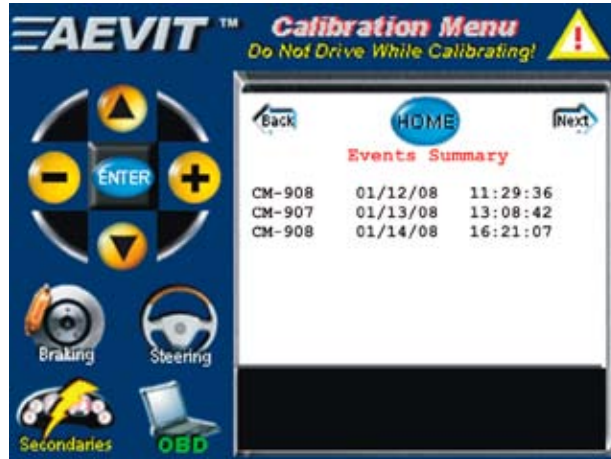 AEVIT ™
Calibration Menu
Do Not Drive While Calibrating!
!
Back
HOME
Next
Events Summary
ENTER
CM-908 01/12/08 11:29:36
CM-907 01/13/08 13:08:42
CM-908 01/14/08 16:21:07
Braking
Steering
Secondaries
OBD